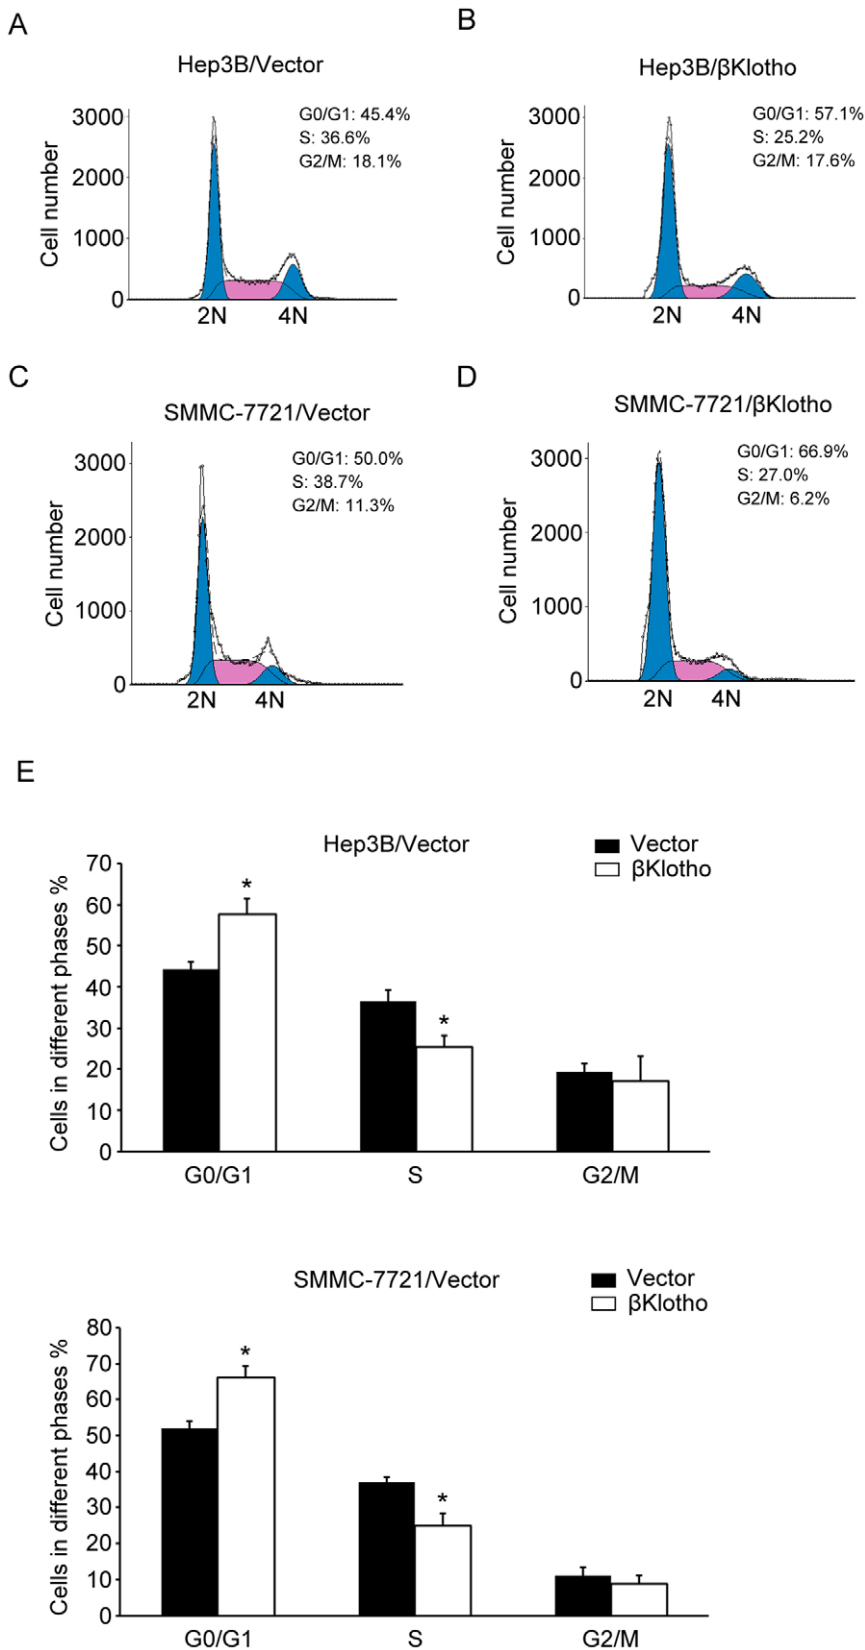 A
Hep3B/Vector
G0/G1: 45.4%
S: 36.6%
G2/M: 18.1%
Cell number
3000
2000
1000
0
2N
4N
B
Hep3B/βKlotho
G0/G1: 57.1%
S: 25.2%
G2/M: 17.6%
Cell number
3000
2000
1000
0
2N
4N
C
SMMC-7721/Vector
G0/G1: 50.0%
S: 38.7%
G2/M: 11.3%
Cell number
3000
2000
1000
0
2N
4N
D
SMMC-7721/βKlotho
G0/G1: 66.9%
S: 27.0%
G2/M: 6.2%
Cell number
3000
2000
1000
0
2N
4N
E
Hep3B/Vector
Vector
βKlotho
Cells in different phases %
70
60
50
40
30
20
10
0
*
*
G0/G1
S
G2/M
SMMC-7721/Vector
Vector
βKlotho
Cells in different phases %
80
70
60
50
40
30
20
10
0
*
*
G0/G1
S
G2/M